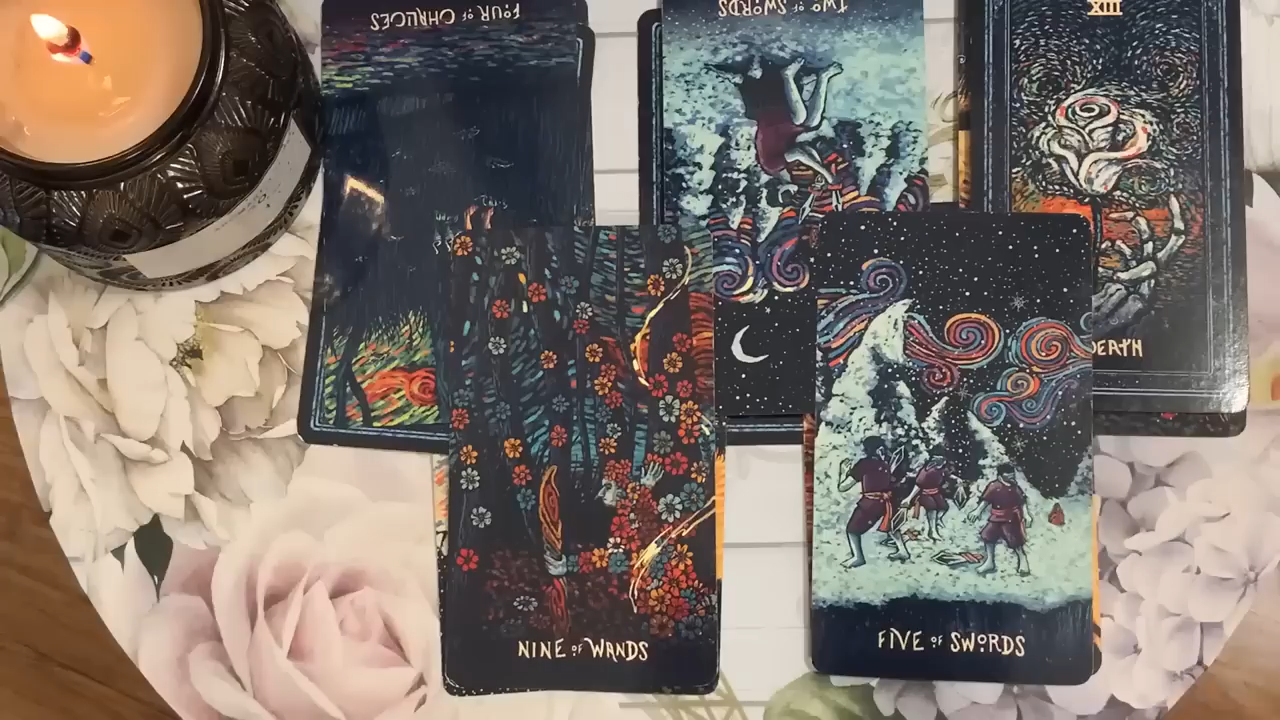 FOUR OF CHALICES
TWO OF SWORDS
XIII
DEATH
NINE OF WANDS
FIVE OF SWORDS